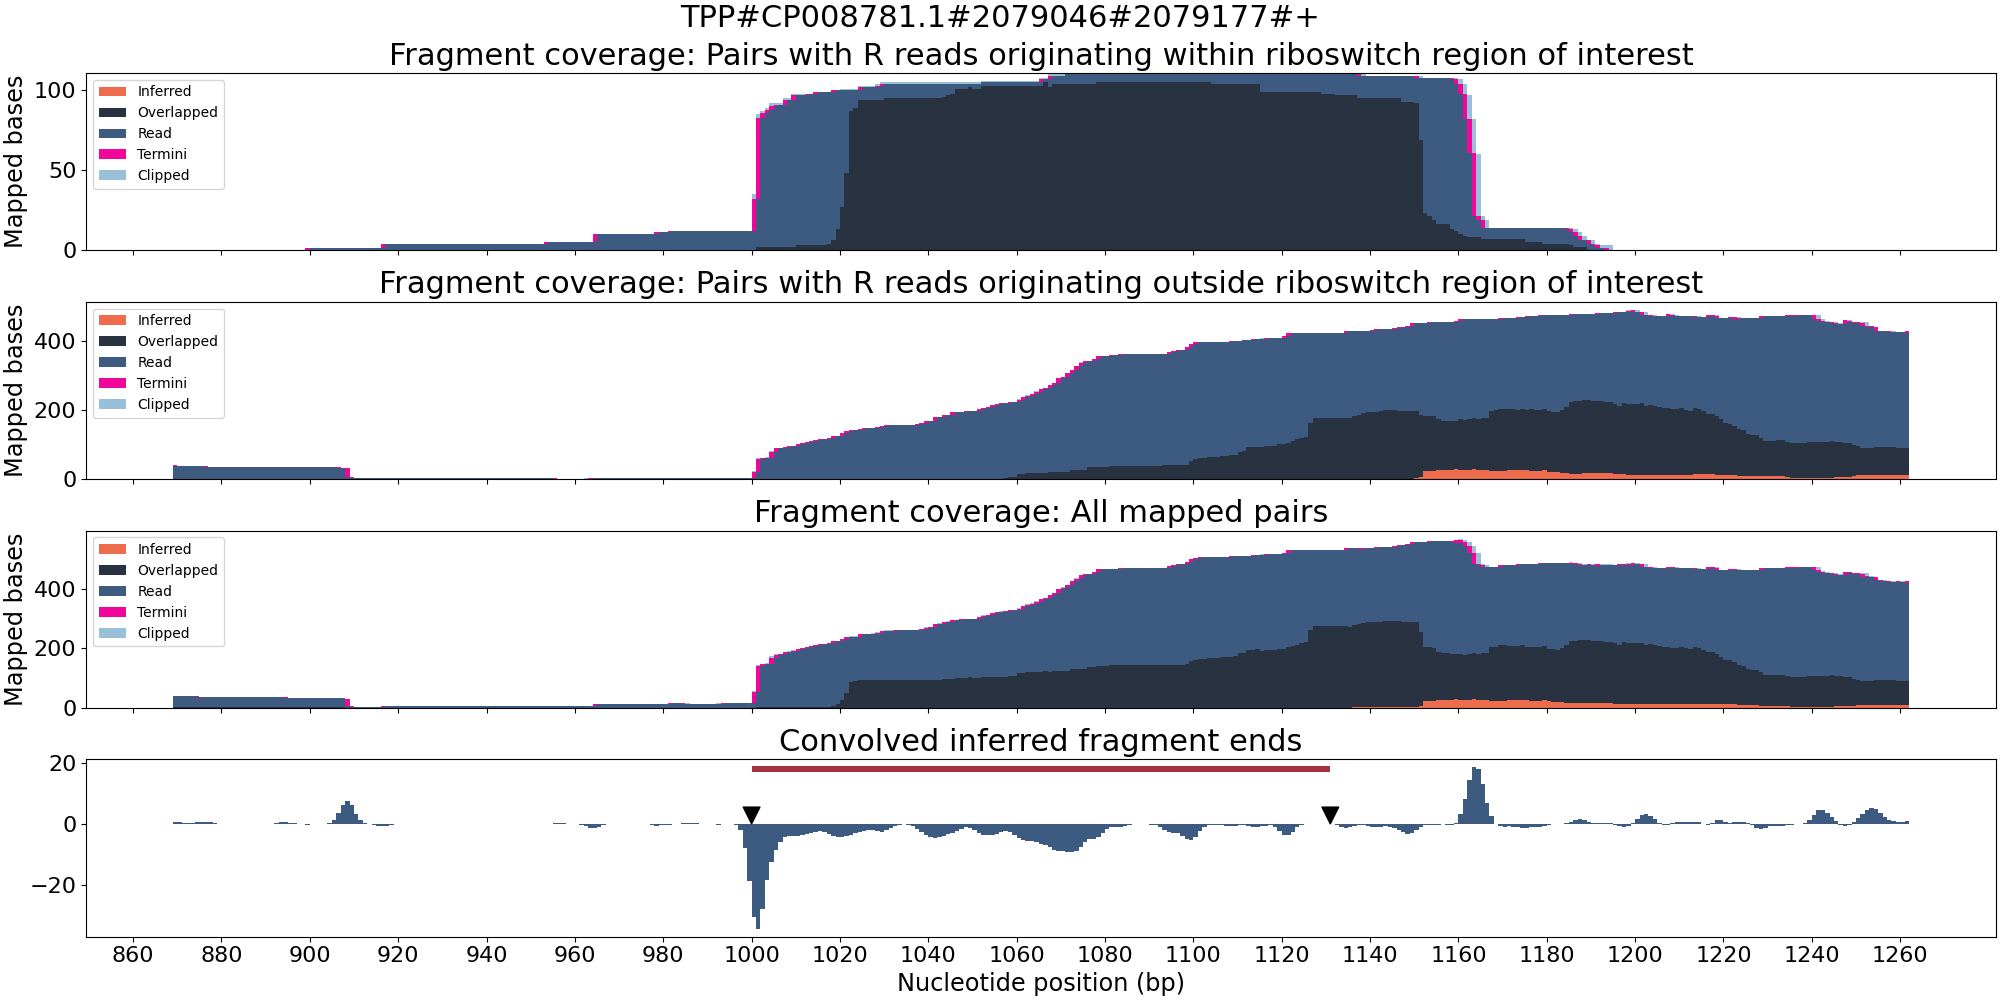 TPP#CP008781.1#2079046#2079177#+
Fragment coverage: Pairs with R reads originating within riboswitch region of interest
Mapped bases
100
50
0
Inferred
Overlapped
Read
Termini
Clipped
Fragment coverage: Pairs with R reads originating outside riboswitch region of interest
Mapped bases
400
200
0
Inferred
Overlapped
Read
Termini
Clipped
Fragment coverage: All mapped pairs
Mapped bases
400
200
0
Inferred
Overlapped
Read
Termini
Clipped
Convolved inferred fragment ends
20
0
−20
860 880 900 920 940 960 980 1000 1020 1040 1060 1080 1100 1120 1140 1160 1180 1200 1220 1240 1260
Nucleotide position (bp)